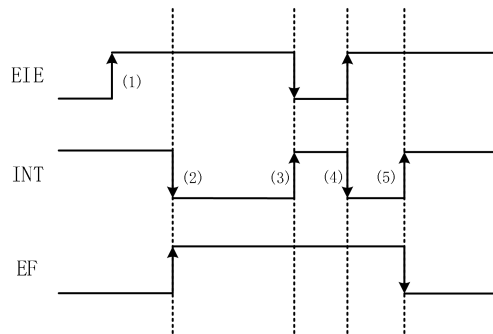 EIE
(1)
INT
(2)
(3)
(4)
(5)
EF